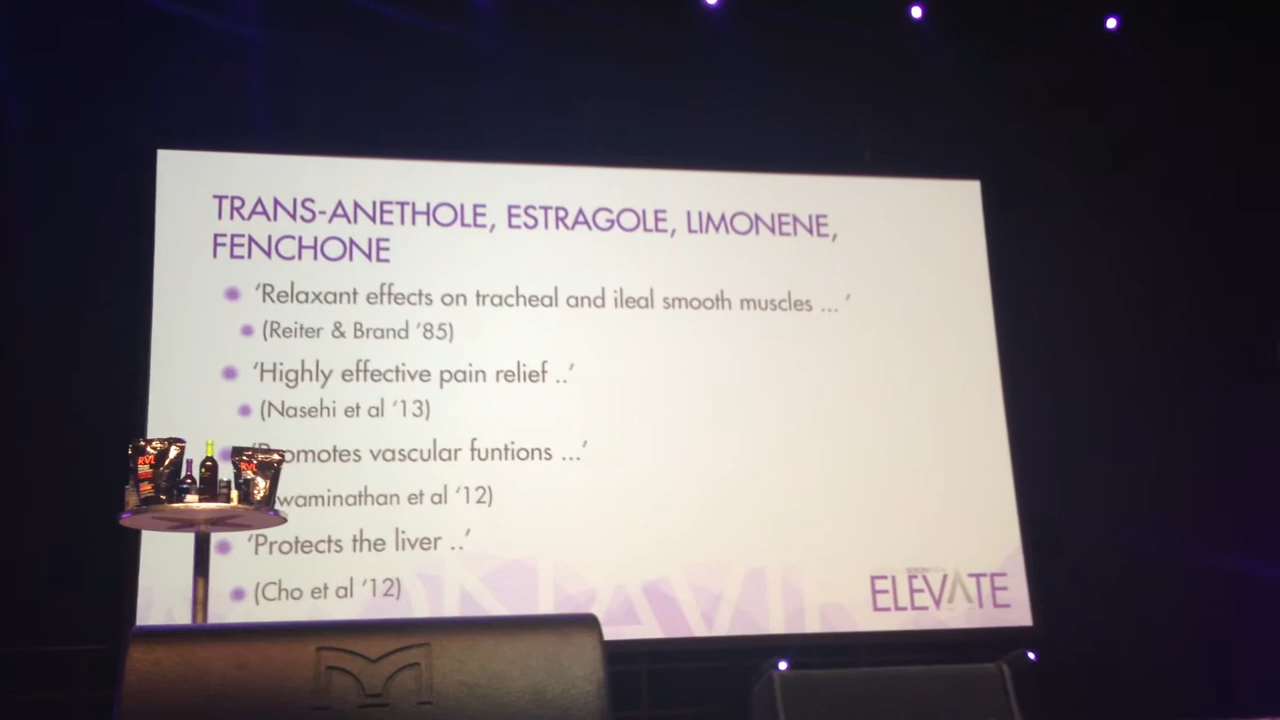 TRANS-ANETHOLE, ESTRAGOLE, LIMONENE,
FENCHONE
‘Relaxant effects on tracheal and ileal smooth muscles ...’
(Reiter & Brand ‘85)
‘Highly effective pain relief ..’
(Nasehi et al ‘13)
omotes vascular funtions ...’
waminathan et al ‘12)
‘Protects the liver ..’
(Cho et al ‘12)
RVL
RVL
ELEVATE